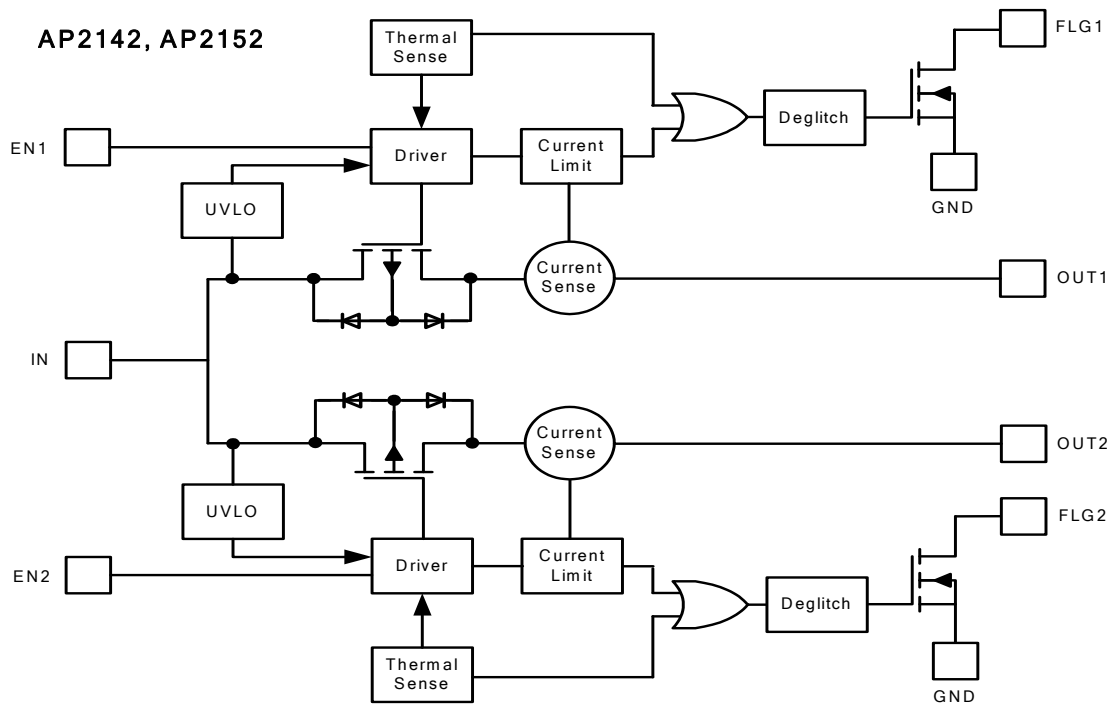 AP2142, AP2152
Thermal
Sense
FLG1
EN1
Driver
Current
Limit
Deglitch
GND
UVLO
Current
Sense
OUT1
IN
Current
Sense
OUT2
UVLO
FLG2
EN2
Driver
Current
Limit
Deglitch
Thermal
Sense
GND